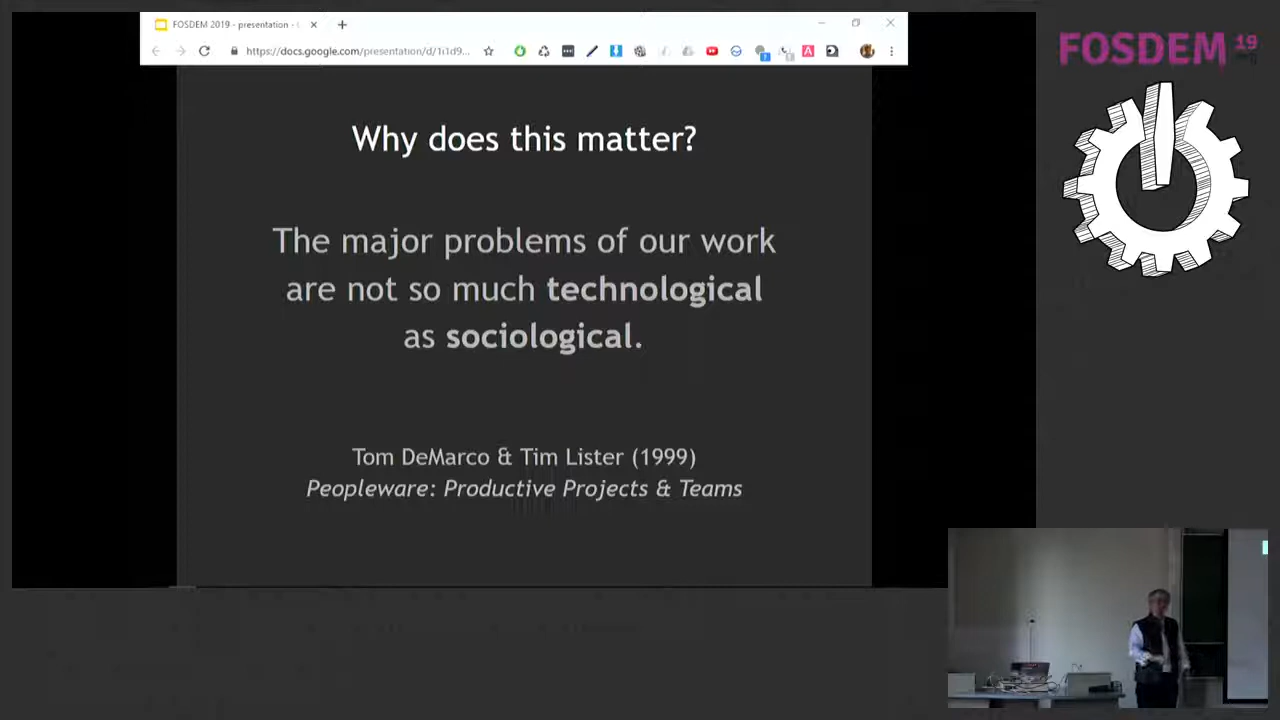 FOSDEM 2019 - presentation -
https://docs.google.com/presentation/d/1i1d9...
FOSDEM 19
Why does this matter?
The major problems of our work
are not so much technological
as sociological.
Tom DeMarco & Tim Lister (1999)
Peopleware: Productive Projects & Teams